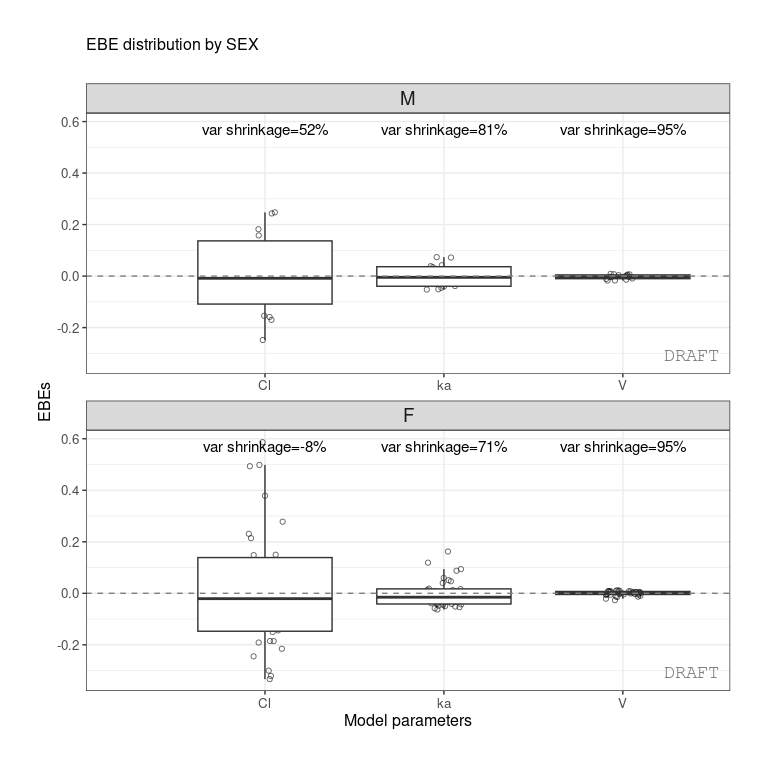 EBE distribution by SEX
M
var shrinkage=52% var shrinkage=81% var shrinkage=95%
0.6
0.4
0.2
0.0
-0.2
DRAFT
Cl ka V
EBEs
F
var shrinkage=-8% var shrinkage=71% var shrinkage=95%
0.6
0.4
0.2
0.0
-0.2
DRAFT
Cl ka V
Model parameters